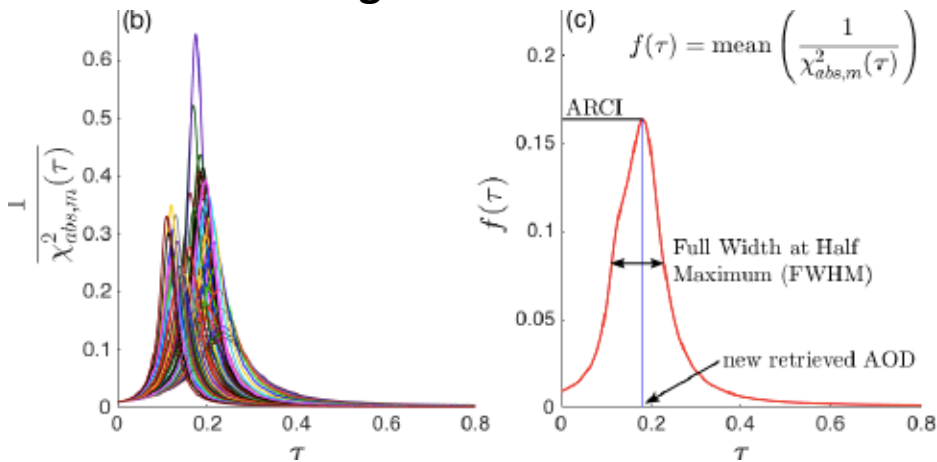 (b)
0.6
0.5
0.4
0.3
0.2
0.1
0
0 0.2 0.4 0.6 0.8
τ
1
χ²abs,m(τ)
(c)
f(τ) = mean ( 1 / χ²abs,m(τ) )
0.2
0.15
0.1
0.05
0
0 0.2 0.4 0.6 0.8
τ
f(τ)
ARCI
Full Width at Half
Maximum (FWHM)
new retrieved AOD